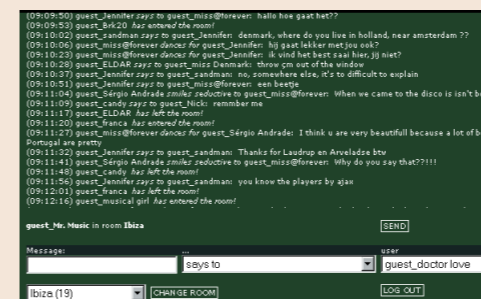 (09:09:50) guest_Jennifer says to guest_miss@forever: hallo hoe gaat het??
(09:09:53) guest_Brk20 has entered the room!
(09:10:02) guest_sandman says to guest_Jennifer: denmark, where do you live in holland, near amsterdam ??
(09:10:06) guest_miss@forever dances for guest_Jennifer: hij gaat lekker met jou ook?
(09:10:23) guest_miss@forever dances for guest_Jennifer: ik vind het best saai hier, jij niet?
(09:10:28) guest_ELDAR says to guest_miss Denmark: throw çm out of the window
(09:10:37) guest_Jennifer says to guest_sandman: no, somewhere else, it's to difficult to explain
(09:10:51) guest_Jennifer says to guest_miss@forever: een beetje
(09:11:04) guest_Sérgio Andrade smiles seductive to guest_miss@forever: When we came to the disco is isn't be
(09:11:09) guest_candy says to guest_Nick: remmber me
(09:11:17) guest_ELDAR has left the room!
(09:11:20) guest_franca has entered the room!
(09:11:27) guest_miss@forever dances for guest_Sérgio Andrade: I think u are very beautifull because a lot of b
Portugal are pretty
(09:11:32) guest_Jennifer says to guest_sandman: Thanks for Laudrup en Arveladse btw
(09:11:41) guest_Sérgio Andrade smiles seductive to guest_miss@forever: Why do you say that??!!!
(09:11:48) guest_candy has left the room!
(09:11:53) guest_Jennifer says to guest_sandman: you know the players by ajax
(09:12:01) guest_franca has left the room!
(09:12:16) guest_musical girl has entered the room!
guest_Mr. Music in room Ibiza
SEND
Message: ... user
says to guest_doctor love
Ibiza (19) CHANGE ROOM LOG OUT